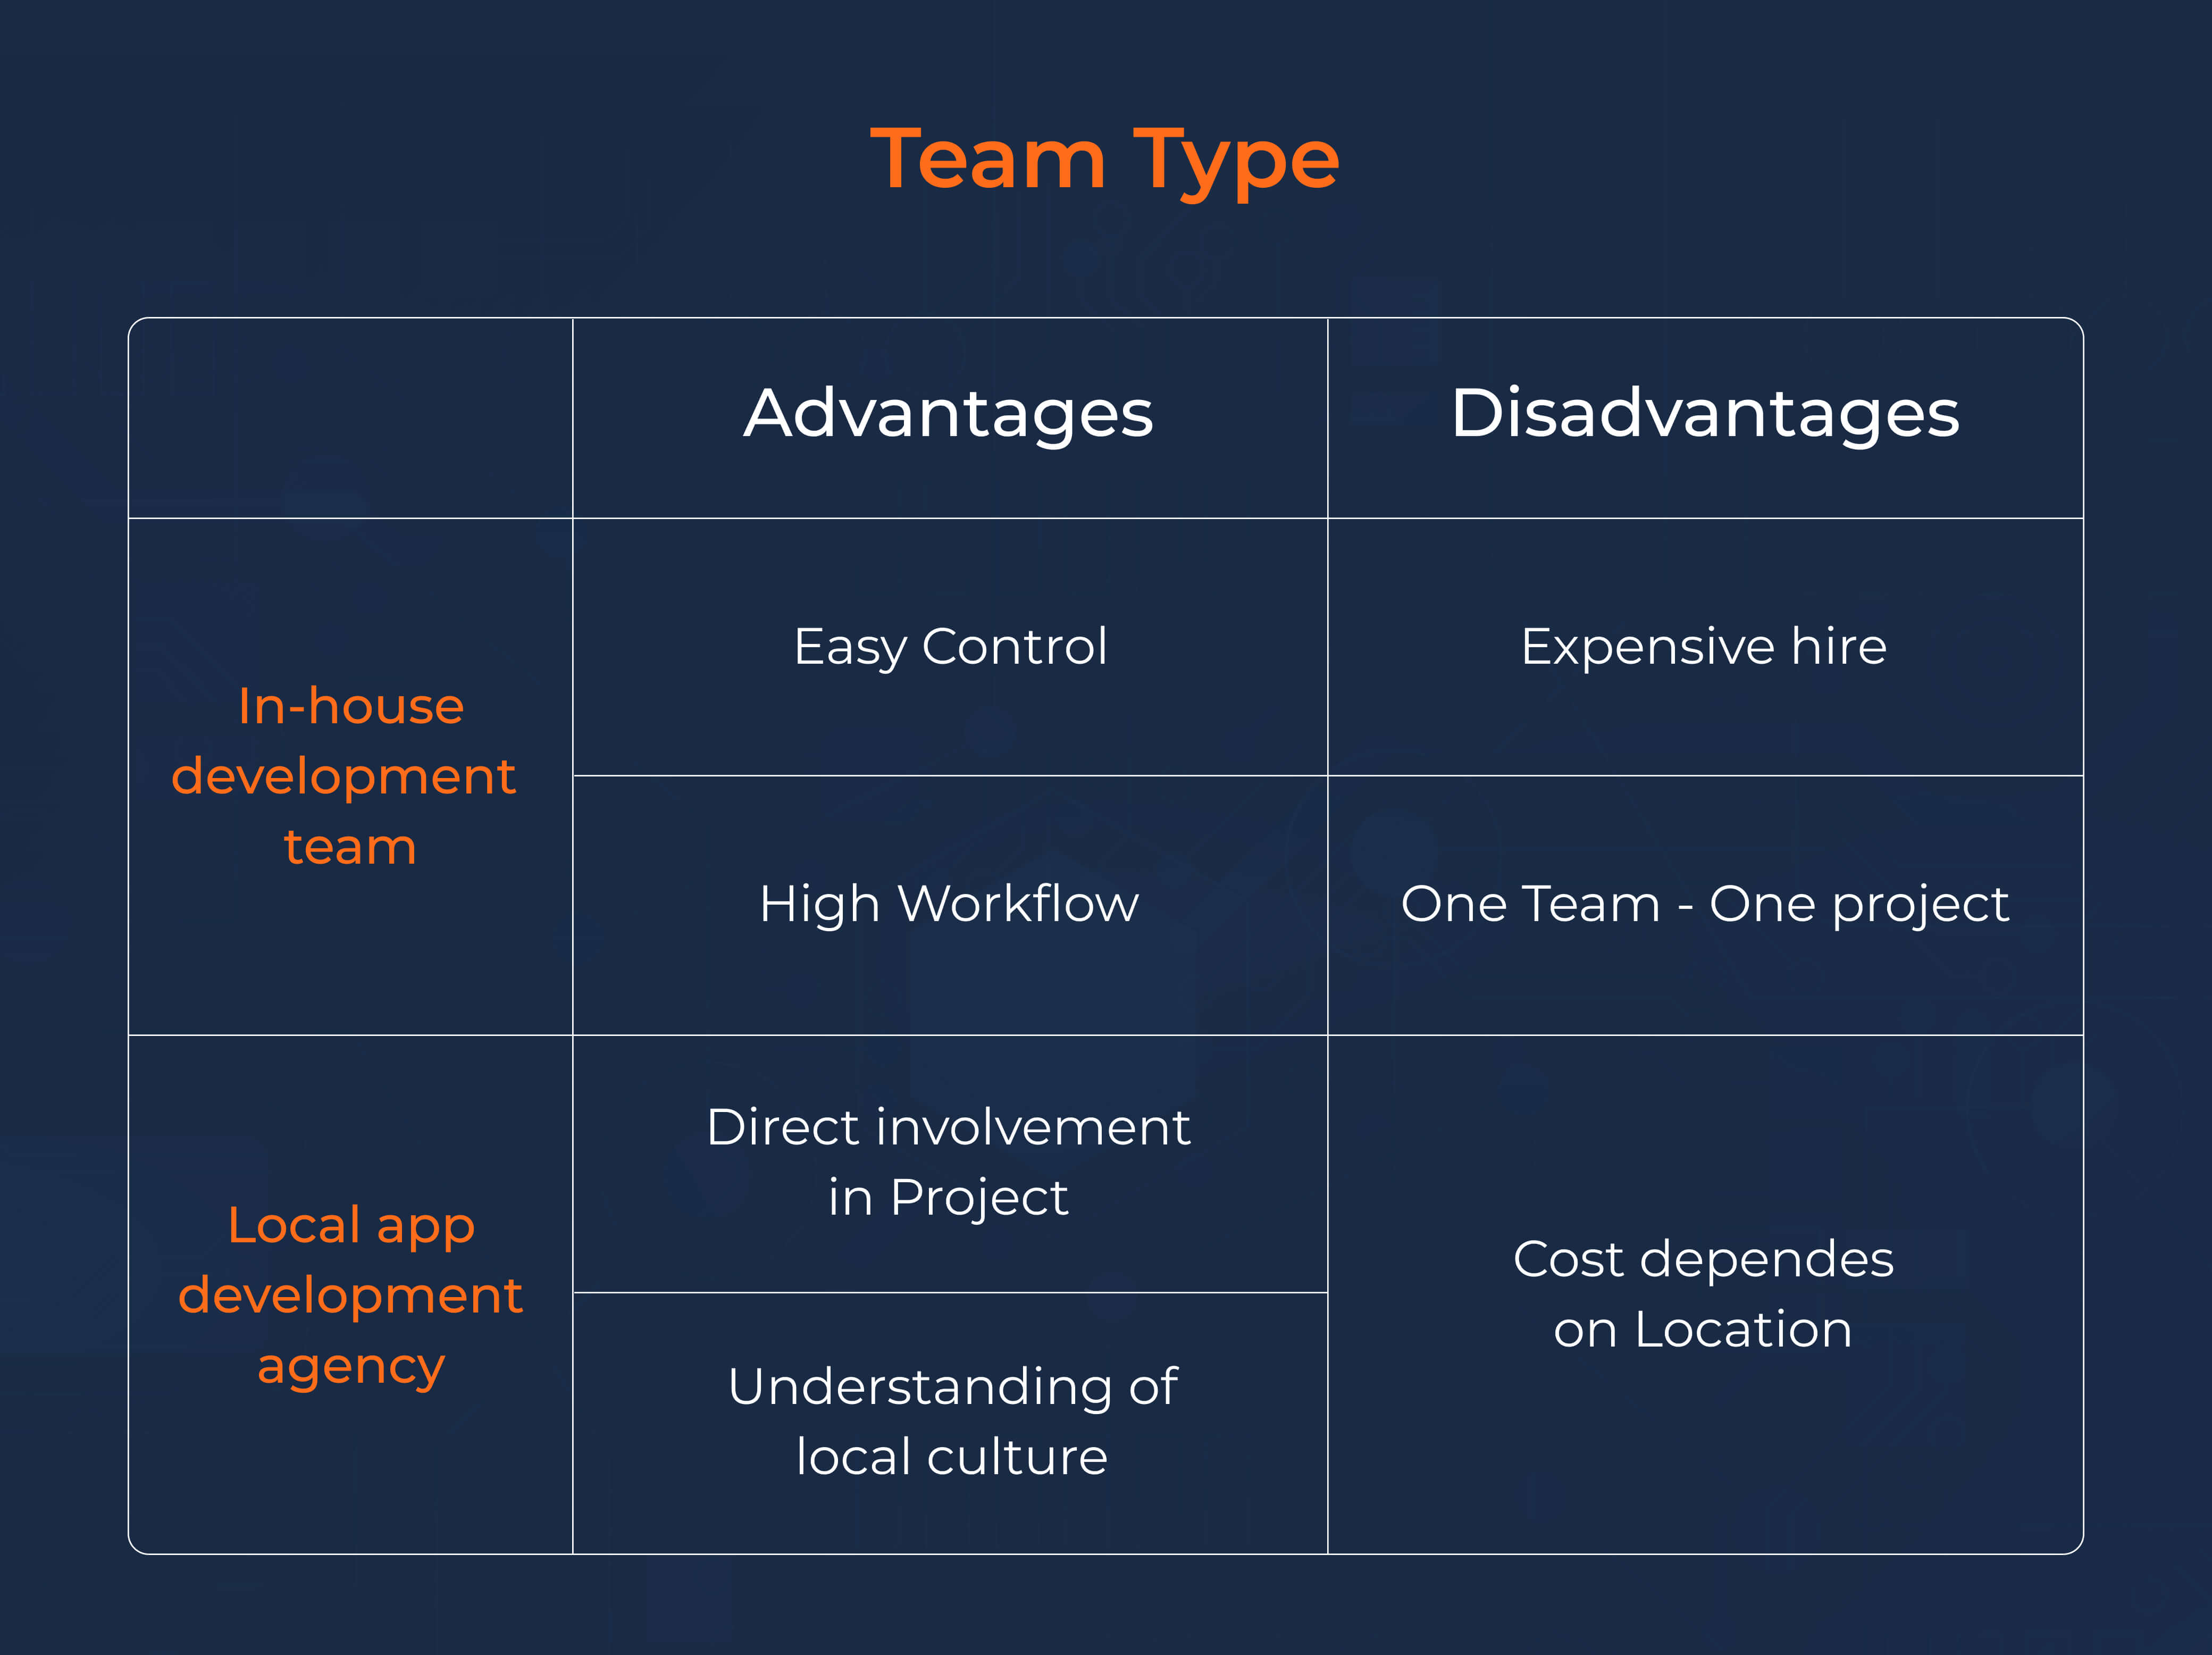 Team Type
Advantages
Disadvantages
In-house
development
team
Easy Control
Expensive hire
High Workflow
One Team - One project
Local app
development
agency
Direct involvement
in Project
Cost dependes
on Location
Understanding of
local culture